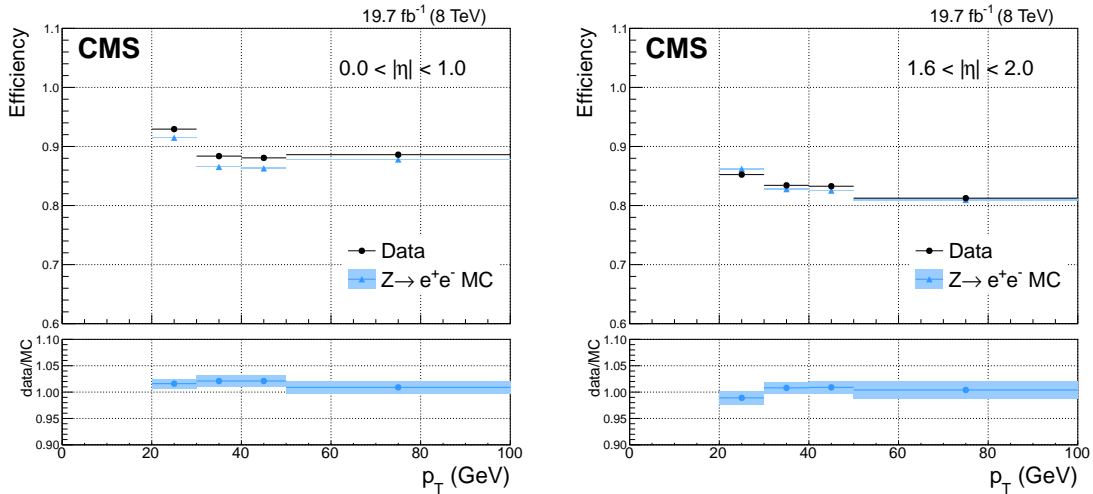 19.7 fb⁻¹ (8 TeV)
CMS
0.0 < |η| < 1.0
Efficiency
1.1
1.0
0.9
0.8
0.7
0.6
Data
Z→ e⁺e⁻ MC
data/MC
1.10
1.05
1.00
0.95
0.90
0 20 40 60 80 100
p_T (GeV)
19.7 fb⁻¹ (8 TeV)
CMS
1.6 < |η| < 2.0
Efficiency
1.1
1.0
0.9
0.8
0.7
0.6
Data
Z→ e⁺e⁻ MC
data/MC
1.10
1.05
1.00
0.95
0.90
0 20 40 60 80 100
p_T (GeV)